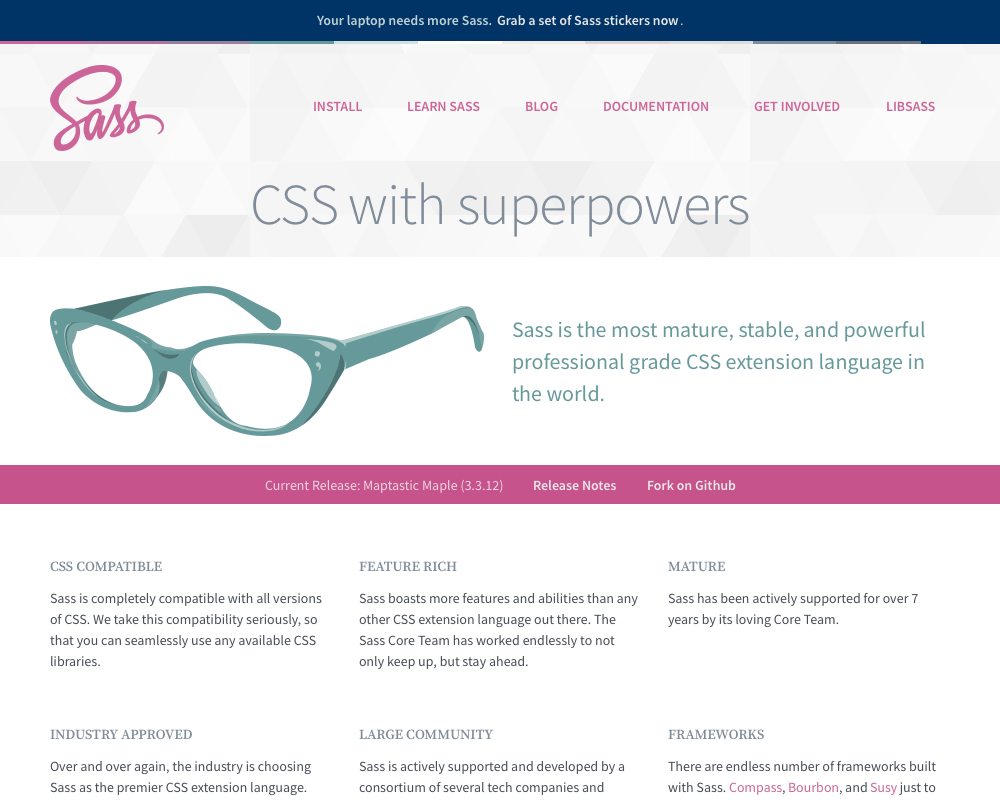 Your laptop needs more Sass. Grab a set of Sass stickers now.
Sass
INSTALL LEARN SASS BLOG DOCUMENTATION GET INVOLVED LIBSASS
CSS with superpowers
Sass is the most mature, stable, and powerful
professional grade CSS extension language in
the world.
Current Release: Maptastic Maple (3.3.12) Release Notes Fork on Github
CSS COMPATIBLE
Sass is completely compatible with all versions
of CSS. We take this compatibility seriously, so
that you can seamlessly use any available CSS
libraries.
FEATURE RICH
Sass boasts more features and abilities than any
other CSS extension language out there. The
Sass Core Team has worked endlessly to not
only keep up, but stay ahead.
MATURE
Sass has been actively supported for over 7
years by its loving Core Team.
INDUSTRY APPROVED
Over and over again, the industry is choosing
Sass as the premier CSS extension language.
LARGE COMMUNITY
Sass is actively supported and developed by a
consortium of several tech companies and
FRAMEWORKS
There are endless number of frameworks built
with Sass. Compass, Bourbon, and Susy just to